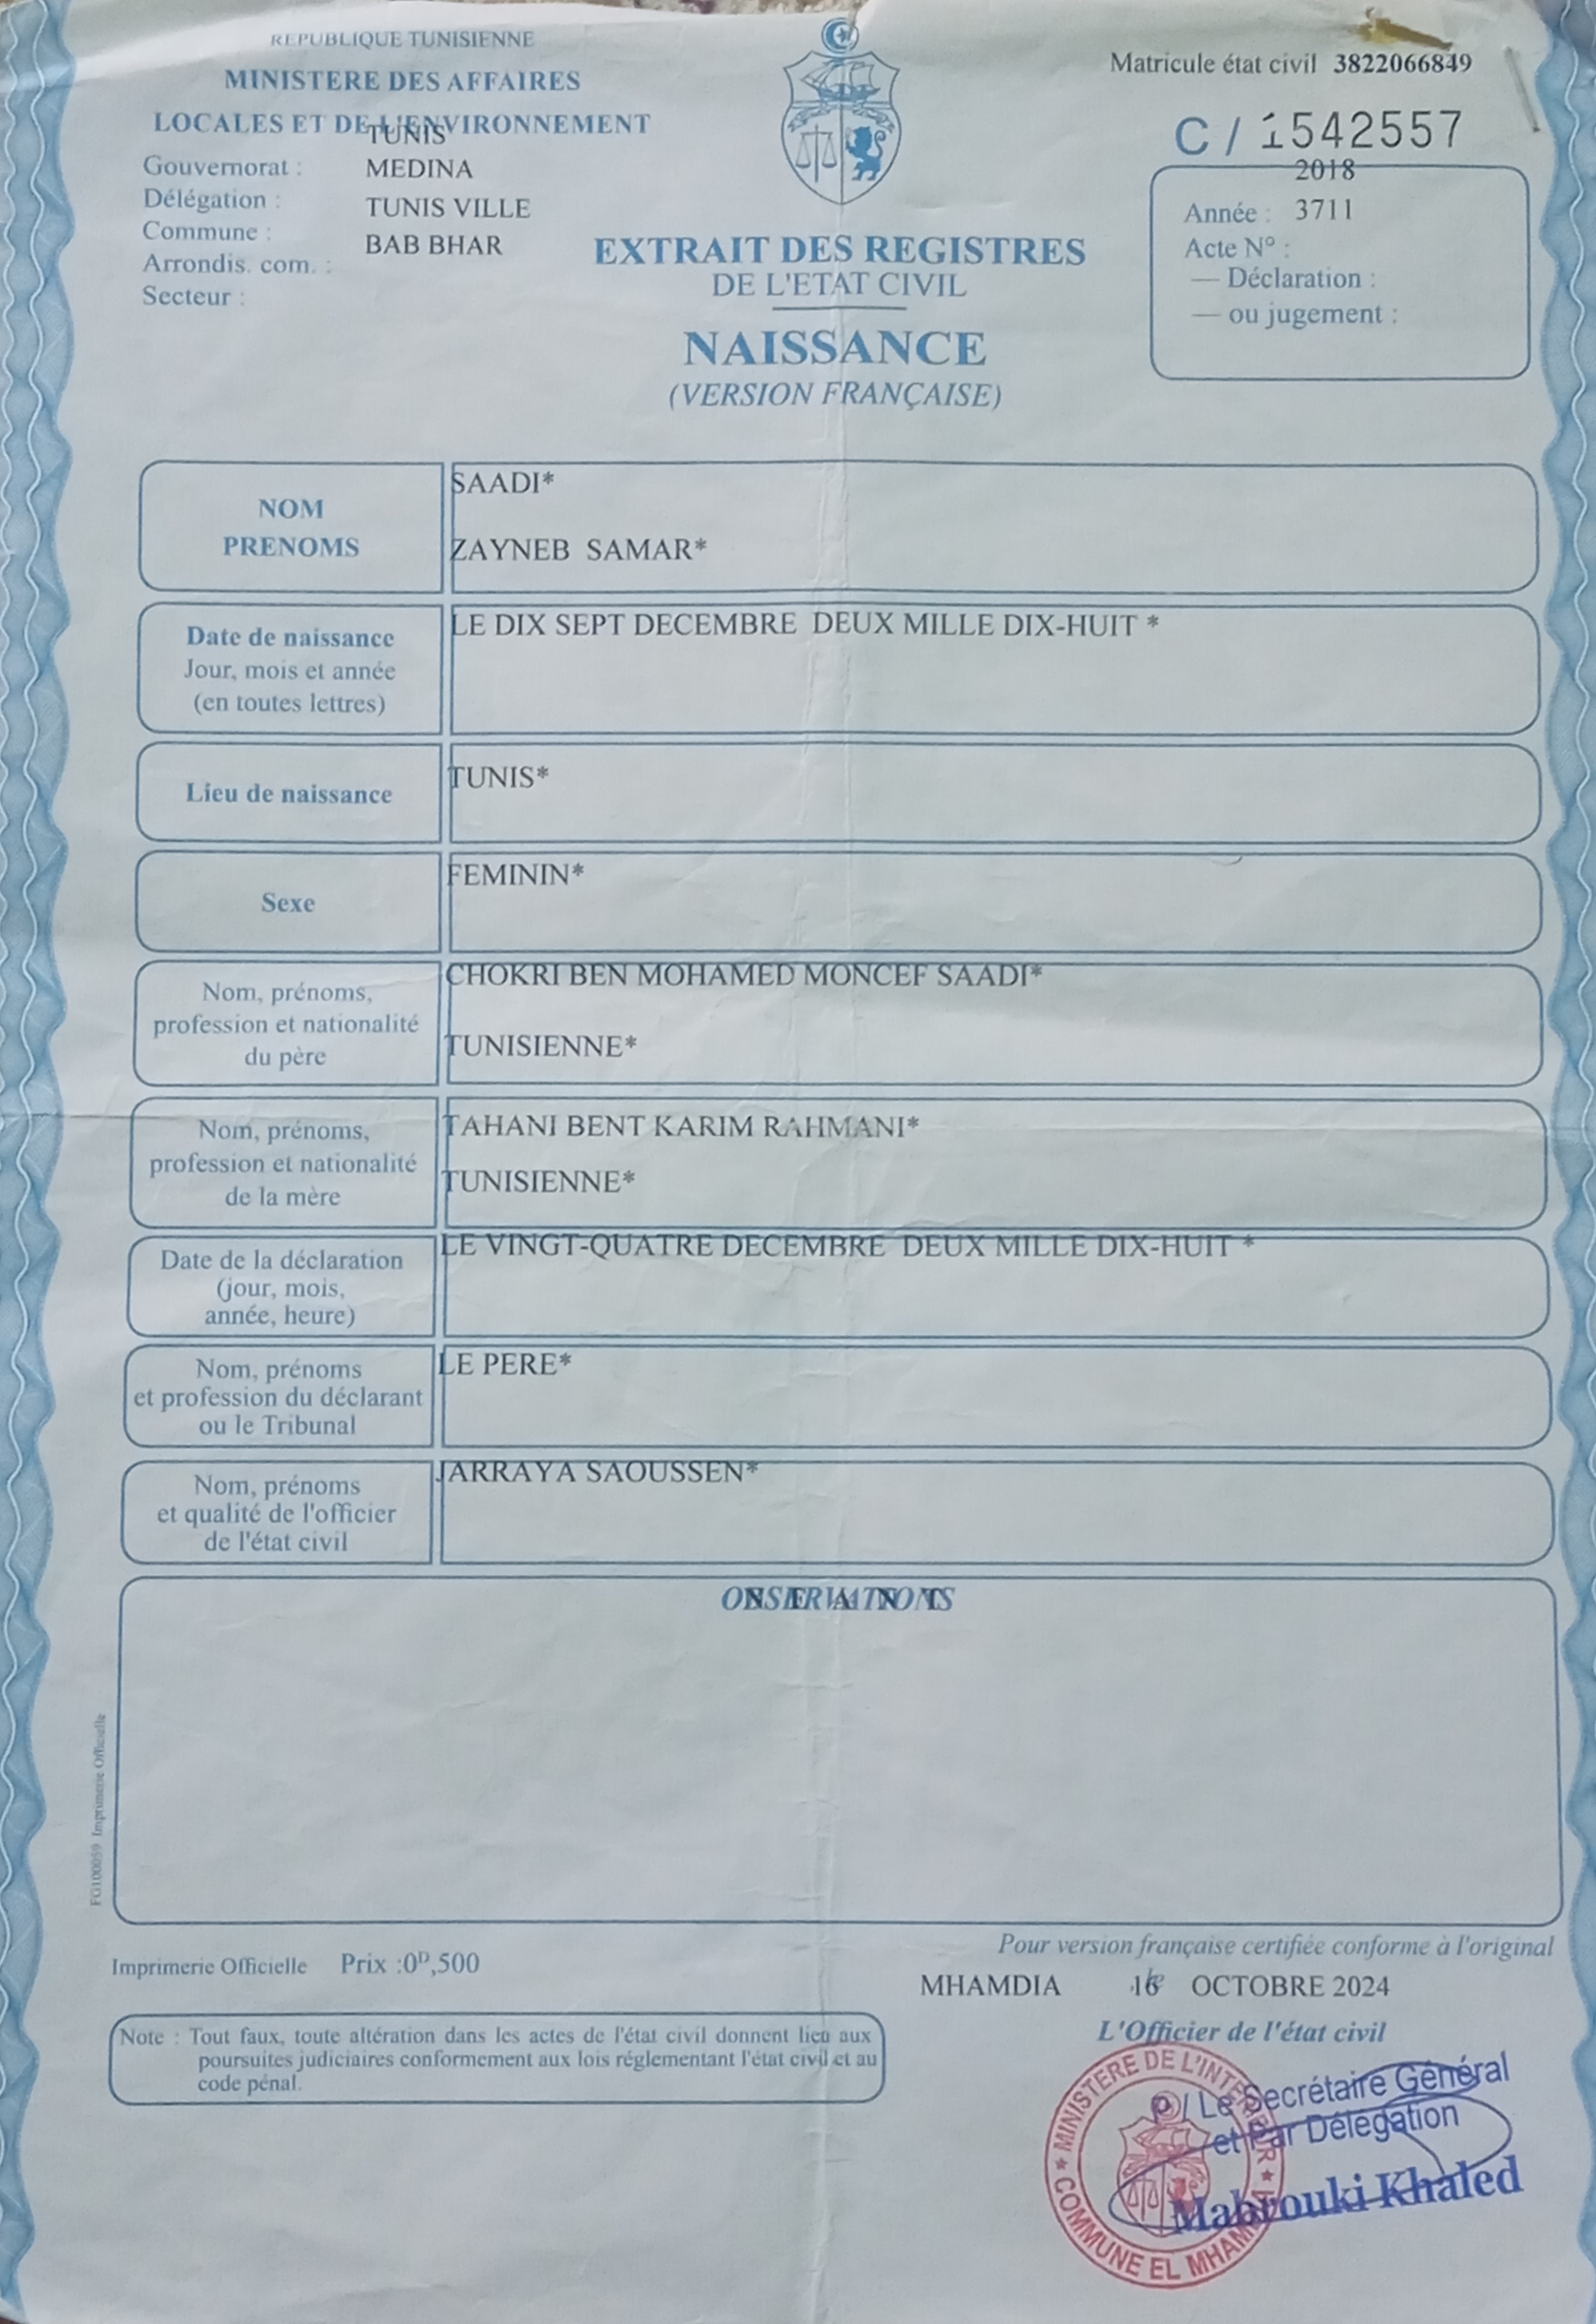 REPUBLIQUE TUNISIENNE
MINISTERE DES AFFAIRES
LOCALES ET DE L'ENVIRONNEMENT
TUNIS
Gouvernorat : MEDINA
Délégation : TUNIS VILLE
Commune : BAB BHAR
Arrondis. com. :
Secteur :
Matricule état civil 3822066849
C / 1542557
2018
Année : 3711
Acte N° :
— Déclaration :
— ou jugement :
EXTRAIT DES REGISTRES
DE L'ETAT CIVIL
NAISSANCE
(VERSION FRANÇAISE)
NOM
PRENOMS
SAADI*
ZAYNEB SAMAR*
Date de naissance
Jour, mois et année
(en toutes lettres)
LE DIX SEPT DECEMBRE DEUX MILLE DIX-HUIT *
Lieu de naissance
TUNIS*
Sexe
FEMININ*
Nom, prénoms,
profession et nationalité
du père
CHOKRI BEN MOHAMED MONCEF SAADI*
TUNISIENNE*
Nom, prénoms,
profession et nationalité
de la mère
TAHANI BENT KARIM RAHMANI*
TUNISIENNE*
Date de la déclaration
(jour, mois,
année, heure)
LE VINGT-QUATRE DECEMBRE DEUX MILLE DIX-HUIT *
Nom, prénoms
et profession du déclarant
ou le Tribunal
LE PERE*
Nom, prénoms
et qualité de l'officier
de l'état civil
JARRAYA SAOUSSEN*
OBSERVATIONS
N E A N T
FG100059 Imprimerie Officielle
Imprimerie Officielle Prix :0ᴰ,500
Note : Tout faux, toute altération dans les actes de l'état civil donnent lieu aux
poursuites judiciaires conformement aux lois réglementant l'état civil et au
code pénal.
Pour version française certifiée conforme à l'original
MHAMDIA le OCTOBRE 2024
L'Officier de l'état civil
P/ Le Secrétaire Général
et Par Délégation
Mabrouki Khaled
* MINISTERE DE L'INTERIEUR *
COMMUNE EL MHAMDIA